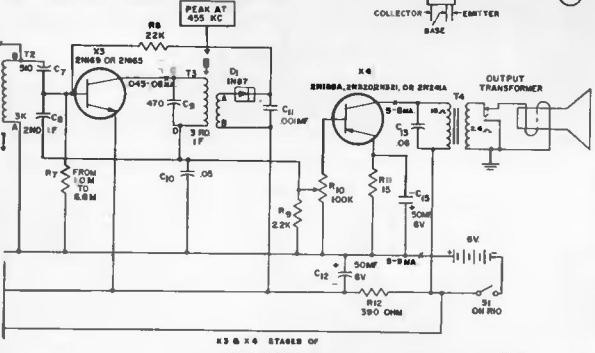 PEAK AT
455 KC
COLLECTOR
EMITTER
BASE
R8
22K
X3
2N169 OR 2N165
B
T2
510
C7
.045-.08MA
T3
D1
1N87
470
C9
A
B
C11
.001MF
3K
A
2ND
1F
C8
D
3 RD
1F
R7
FROM
1.0M
TO
6.8M
C10
.05
R9
2.2K
R10
100K
X4
2N188A, 2N320, 2N321, OR 2N241A
5-8MA
C13
.06
T4
OUTPUT
TRANSFORMER
R11
15
C15
50MF
6V
C12
50MF
6V
5-9MA
6V.
R12
390 OHM
S1
ON R10
X3 & X4 STAGES OF